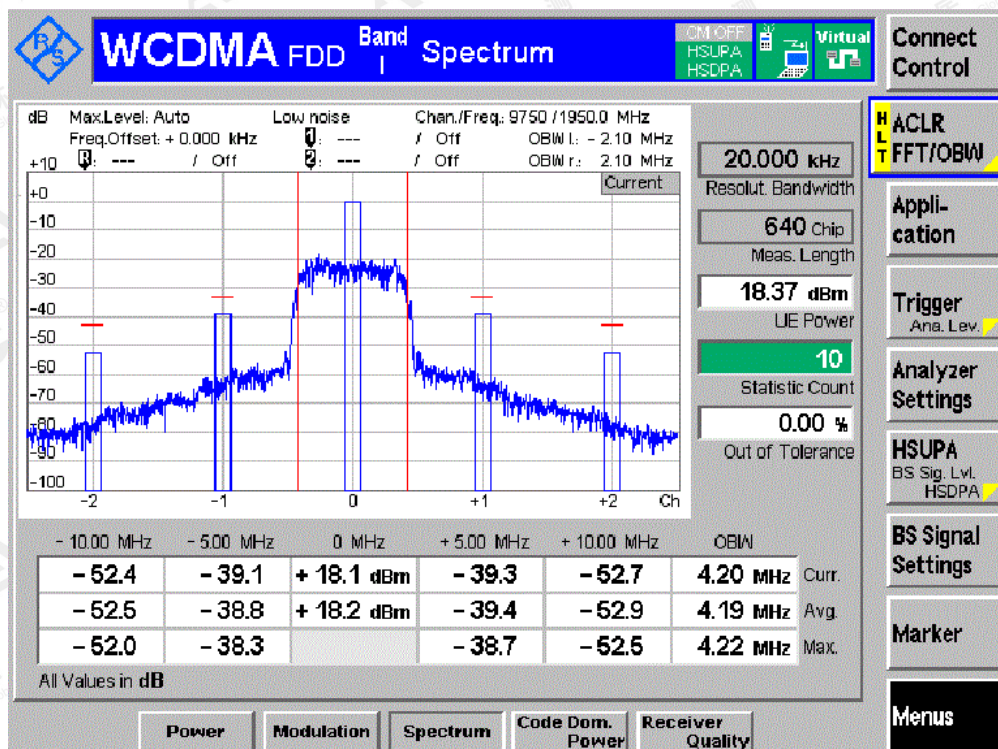 R&S
WCDMA FDD Band I Spectrum
CM OFF
HSUPA
HSDPA
Virtual
Connect Control
dB Max.Level: Auto Low noise Chan./Freq.: 9750 / 1950.0 MHz
Freq.Offset: + 0.000 kHz 1: --- / Off OBW l.: - 2.10 MHz
R: --- / Off 2: --- / Off OBW r.: 2.10 MHz
Current
+10
+0
-10
-20
-30
-40
-50
-60
-70
-80
-90
-100
-2 -1 0 +1 +2 Ch
20.000 kHz
Resolut. Bandwidth
640 Chip
Meas. Length
18.37 dBm
UE Power
10
Statistic Count
0.00 %
Out of Tolerance
- 10.00 MHz - 5.00 MHz 0 MHz + 5.00 MHz + 10.00 MHz OBW
- 52.4 - 39.1 + 18.1 dBm - 39.3 - 52.7 4.20 MHz Curr.
- 52.5 - 38.8 + 18.2 dBm - 39.4 - 52.9 4.19 MHz Avg.
- 52.0 - 38.3 - 38.7 - 52.5 4.22 MHz Max.
All Values in dB
HLT
ACLR
FFT/OBW
Appli-
cation
Trigger
Ana. Lev.
Analyzer
Settings
HSUPA
BS Sig. Lvl.
HSDPA
BS Signal
Settings
Marker
Menus
Power
Modulation
Spectrum
Code Dom.
Power
Receiver
Quality